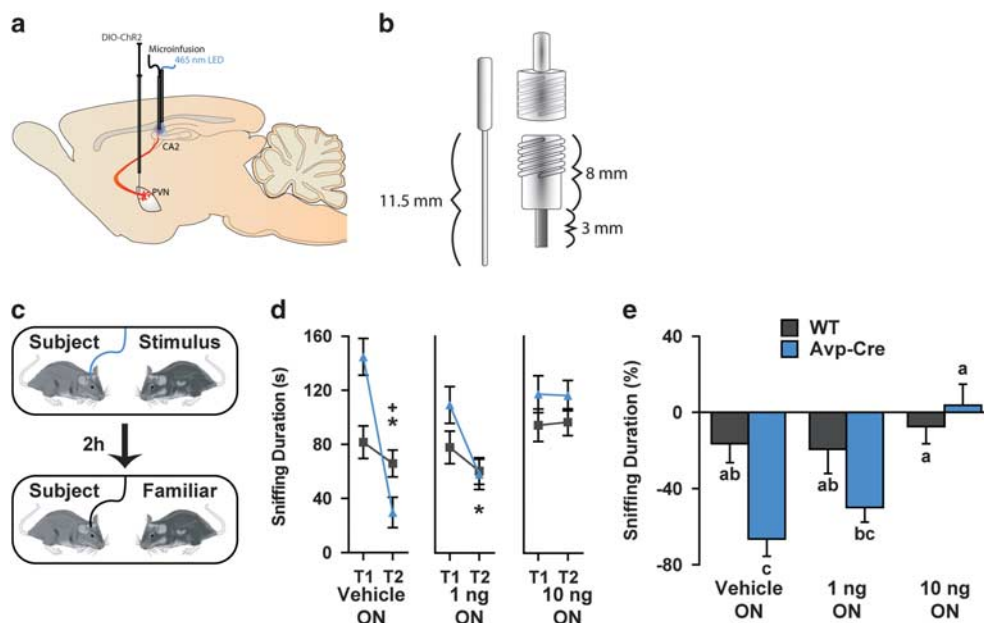 a
DIO-ChR2
Microinfusion
465 nm LED
CA2
PVN
b
11.5 mm
8 mm
3 mm
c
Subject Stimulus
2h
Subject Familiar
d
Sniffing Duration (s)
160
120
80
40
0
+
*
*
T1 T2 T1 T2 T1 T2
Vehicle 1 ng 10 ng
ON ON ON
e
WT
Avp-Cre
Sniffing Duration (%)
40
0
-40
-80
ab c ab bc a a
Vehicle 1 ng 10 ng
ON ON ON